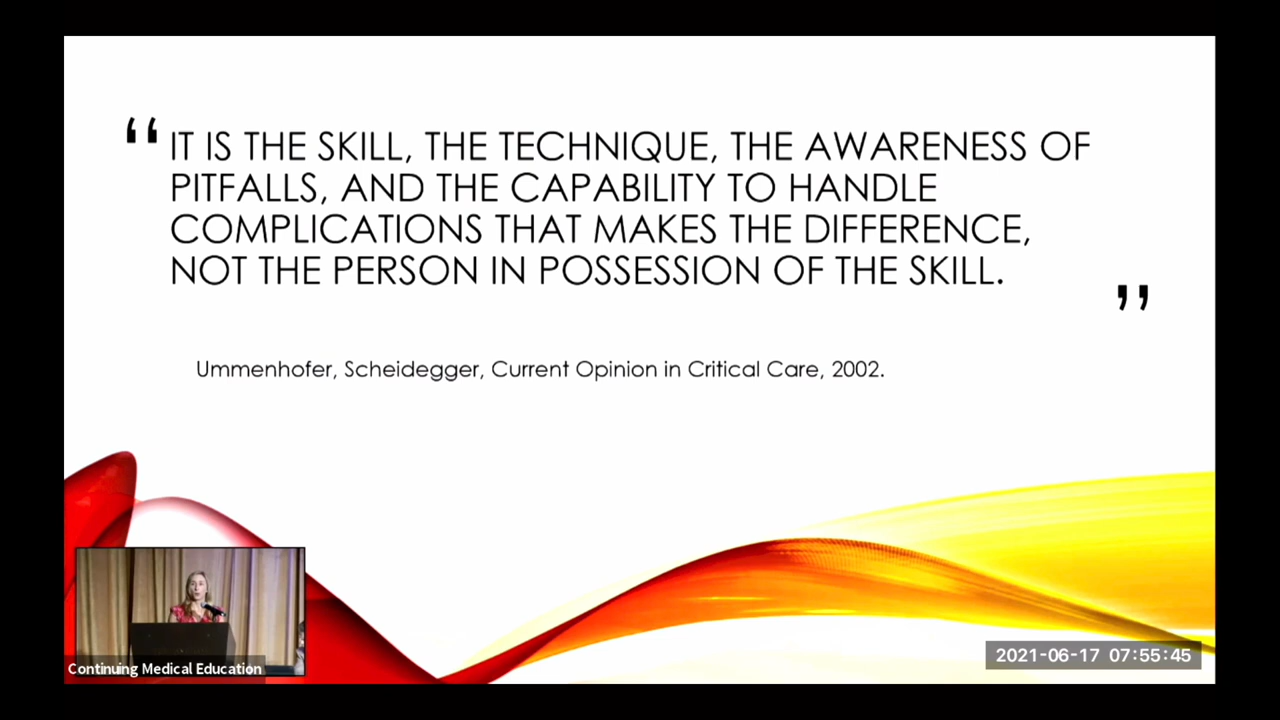 “ IT IS THE SKILL, THE TECHNIQUE, THE AWARENESS OF
PITFALLS, AND THE CAPABILITY TO HANDLE
COMPLICATIONS THAT MAKES THE DIFFERENCE,
NOT THE PERSON IN POSSESSION OF THE SKILL.
”
Ummenhofer, Scheidegger, Current Opinion in Critical Care, 2002.
Continuing Medical Education
2021-06-17 07:55:45